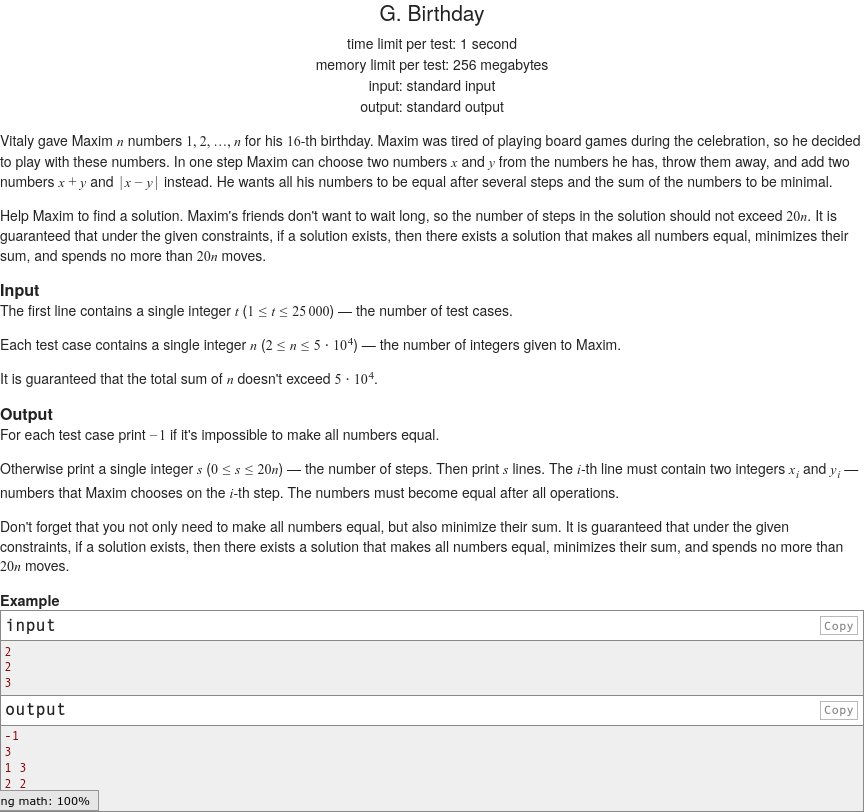 G. Birthday
time limit per test: 1 second
memory limit per test: 256 megabytes
input: standard input
output: standard output
Vitaly gave Maxim n numbers 1, 2, …, n for his 16-th birthday. Maxim was tired of playing board games during the celebration, so he decided
to play with these numbers. In one step Maxim can choose two numbers x and y from the numbers he has, throw them away, and add two
numbers x + y and |x − y| instead. He wants all his numbers to be equal after several steps and the sum of the numbers to be minimal.
Help Maxim to find a solution. Maxim's friends don't want to wait long, so the number of steps in the solution should not exceed 20n. It is
guaranteed that under the given constraints, if a solution exists, then there exists a solution that makes all numbers equal, minimizes their
sum, and spends no more than 20n moves.
Input
The first line contains a single integer t (1 ≤ t ≤ 25 000) — the number of test cases.
Each test case contains a single integer n (2 ≤ n ≤ 5 · 10⁴) — the number of integers given to Maxim.
It is guaranteed that the total sum of n doesn't exceed 5 · 10⁴.
Output
For each test case print −1 if it's impossible to make all numbers equal.
Otherwise print a single integer s (0 ≤ s ≤ 20n) — the number of steps. Then print s lines. The i-th line must contain two integers xᵢ and yᵢ —
numbers that Maxim chooses on the i-th step. The numbers must become equal after all operations.
Don't forget that you not only need to make all numbers equal, but also minimize their sum. It is guaranteed that under the given
constraints, if a solution exists, then there exists a solution that makes all numbers equal, minimizes their sum, and spends no more than
20n moves.
Example
input Copy
2
2
3
output Copy
-1
3
1 3
2 2
ng math: 100%